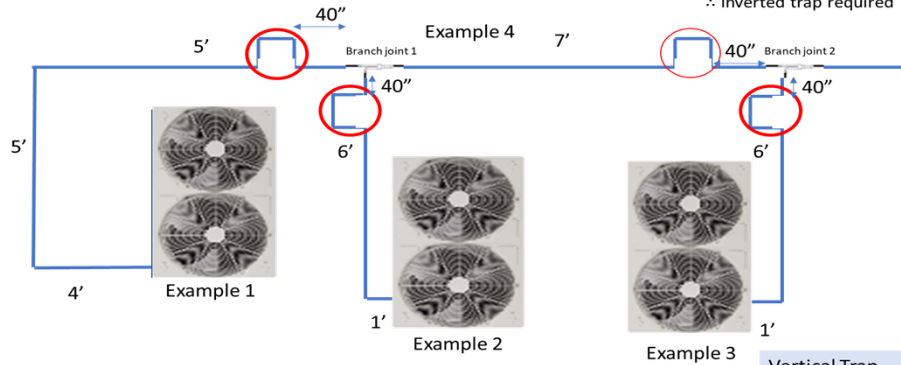 ∴ Inverted trap required
40”
5’
Example 4
7’
Branch joint 1
40”
Branch joint 2
40”
40”
5’
6’
6’
4’
Example 1
1’
Example 2
1’
Example 3
Vertical Trap